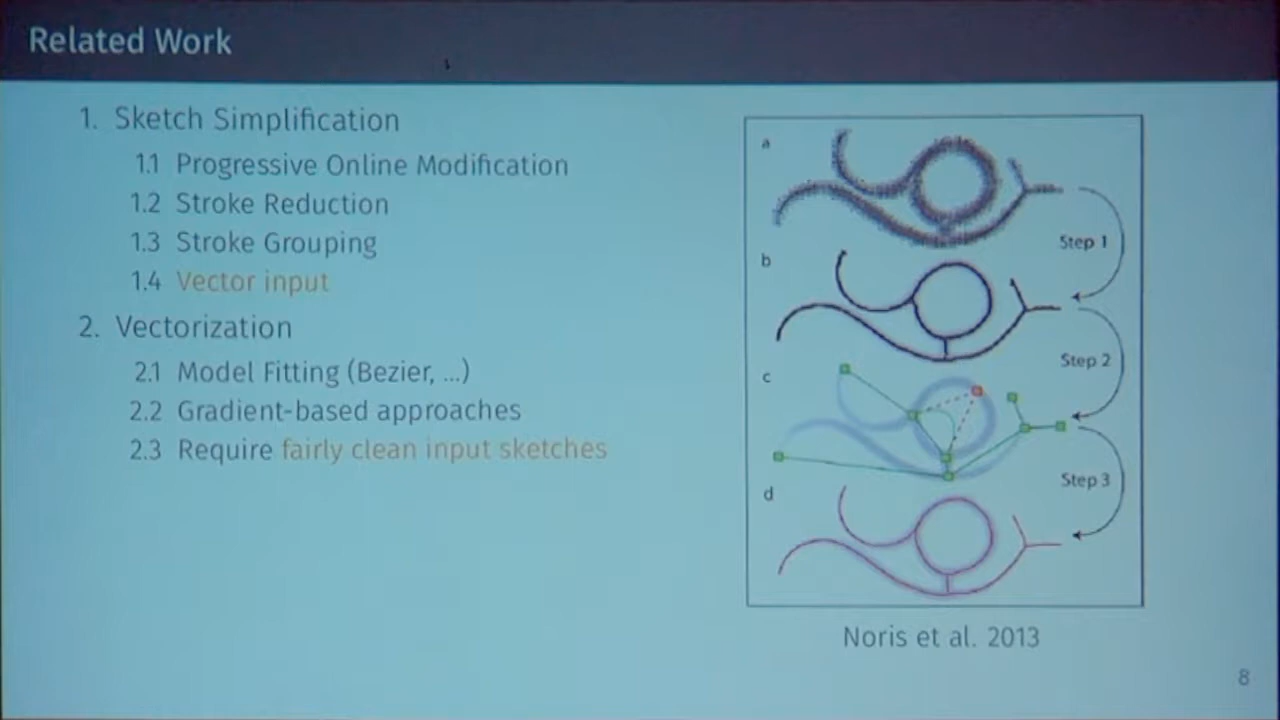 Related Work
1. Sketch Simplification
1.1 Progressive Online Modification
1.2 Stroke Reduction
1.3 Stroke Grouping
1.4 Vector input
2. Vectorization
2.1 Model Fitting (Bezier, ...)
2.2 Gradient-based approaches
2.3 Require fairly clean input sketches
a
Step 1
b
Step 2
c
Step 3
d
Noris et al. 2013
8